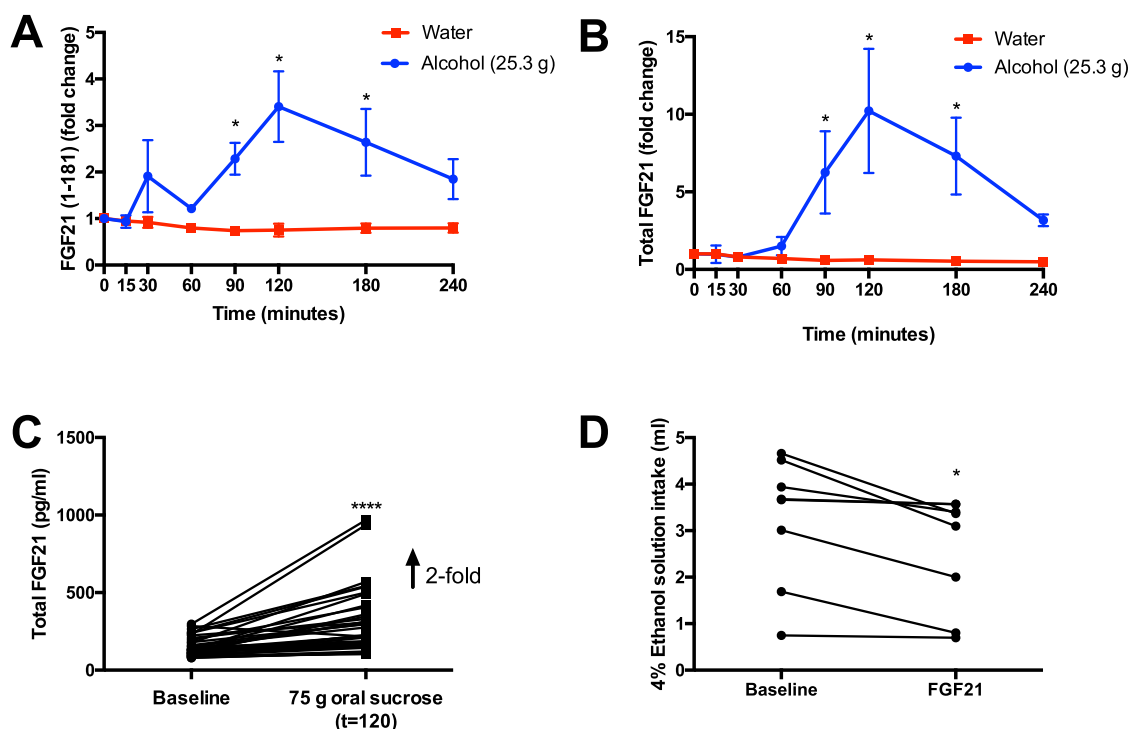 A
Water
Alcohol (25.3 g)
FGF21 (1-181) (fold change)
5
4
3
2
1
0
*
*
*
0 15 30 60 90 120 180 240
Time (minutes)
B
Water
Alcohol (25.3 g)
Total FGF21 (fold change)
15
10
5
0
*
*
*
0 15 30 60 90 120 180 240
Time (minutes)
C
Total FGF21 (pg/ml)
1500
1000
500
0
****
2-fold
Baseline
75 g oral sucrose
(t=120)
D
4% Ethanol solution intake (ml)
5
4
3
2
1
0
*
Baseline
FGF21